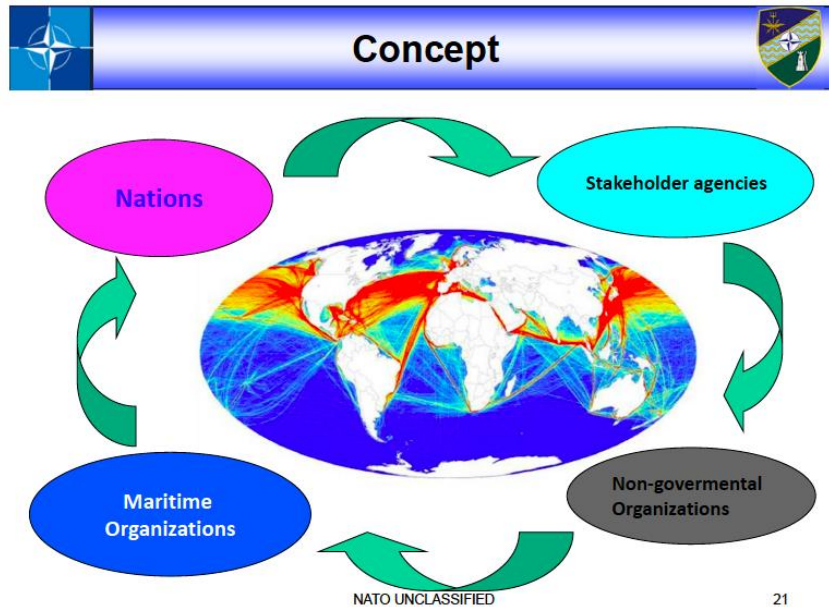 Concept
Nations
Stakeholder agencies
Maritime
Organizations
Non-govermental
Organizations
NATO UNCLASSIFIED
21